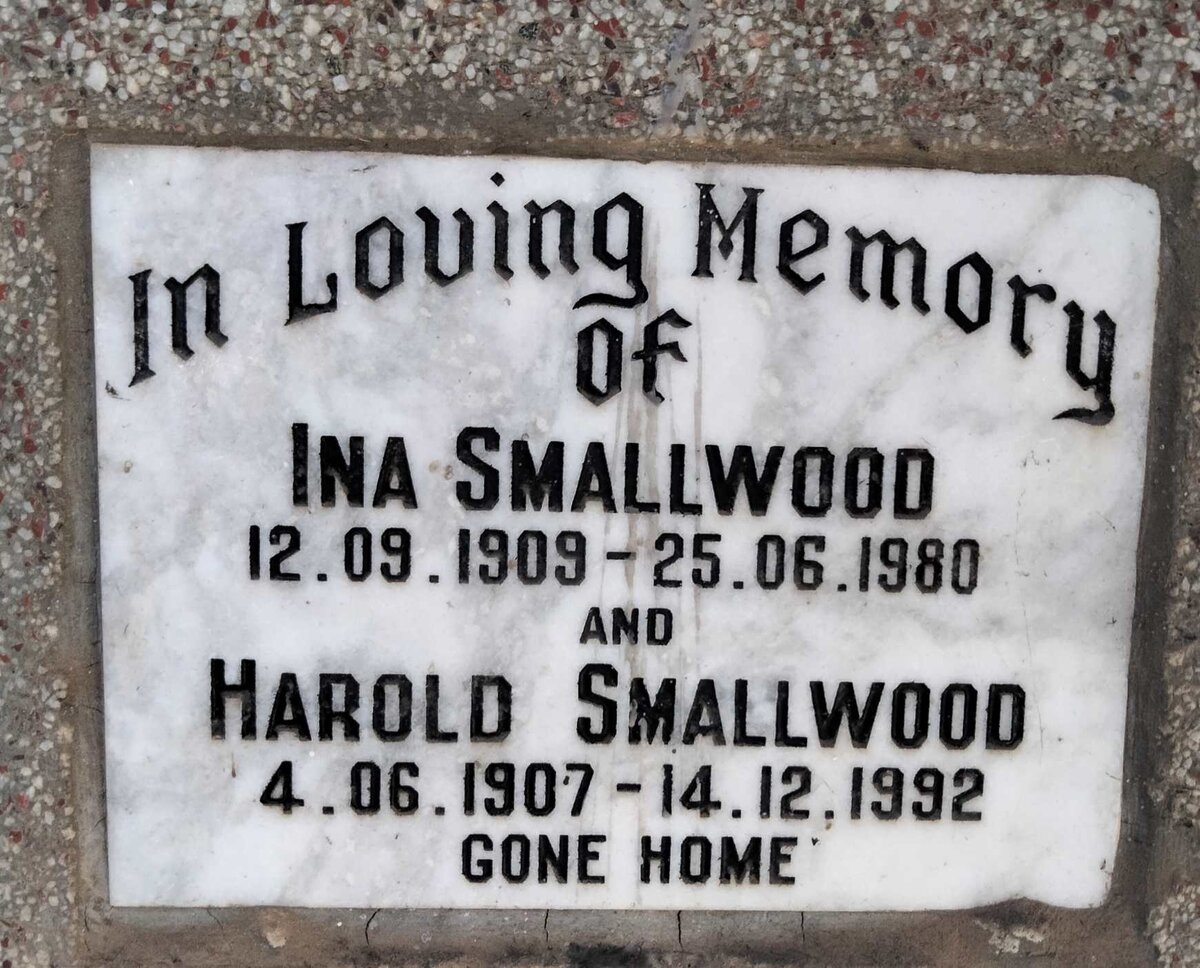 In Loving Memory
of
INA SMALLWOOD
12.09.1909 - 25.06.1980
AND
HAROLD SMALLWOOD
4.06.1907 - 14.12.1992
GONE HOME